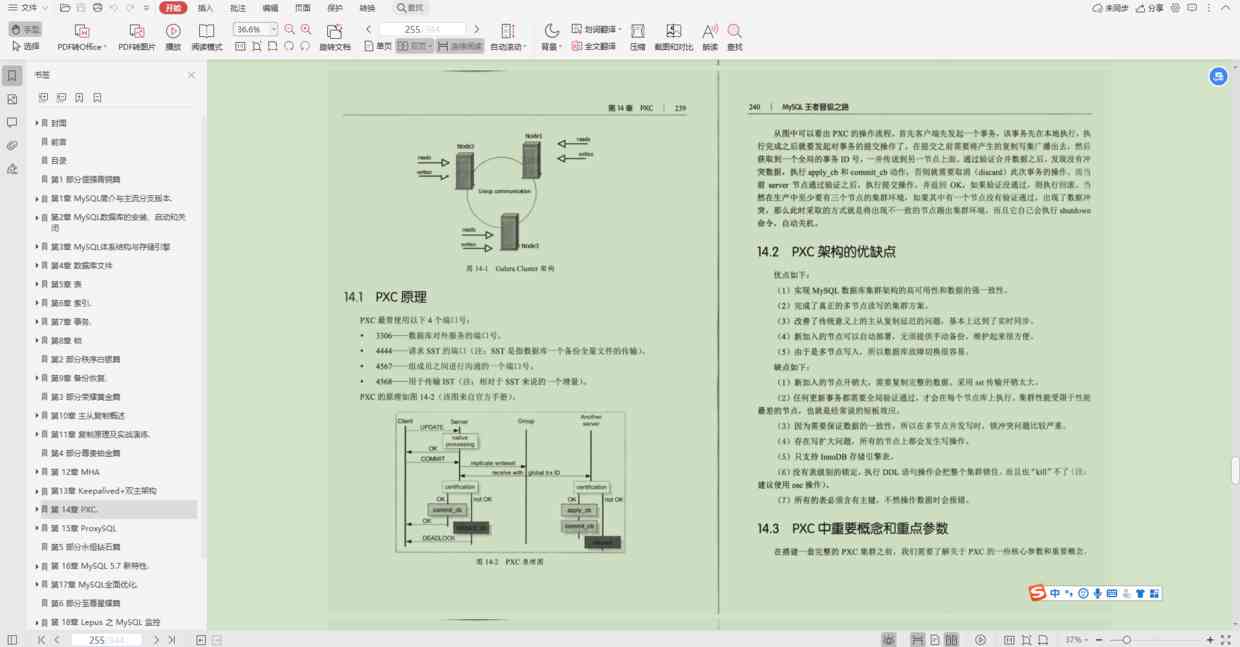 文件
开始
插入
批注
编辑
页面
保护
转换
查找
未同步
分享
手型
选择
PDF转Office
PDF转图片
播放
阅读模式
36.6%
旋转文档
255 /344
单页
双页
连续阅读
自动滚动
背景
划词翻译
全文翻译
压缩
截图和对比
朗读
查找
书签
封面
前言
目录
第1 部分倔强青铜篇
第1章 MySQL简介与主流分支版本.
第2章 MySQL数据库的安装、启动和关
闭
第3章 MySQL体系结构与存储引擎
第4章 数据库文件
第5章 表
第6章 索引.
第7章 事务.
第8章 锁
第2 部分秩序白银篇
第9章 备份恢复.
第3 部分荣耀黄金篇
第10章 主从复制概述
第11章 复制原理及实战演练.
第4 部分尊贵铂金篇
第 12章 MHA
第13章 Keepalived+双主架构
第 14章 PXC.
第 15章 ProxySQL
第5 部分永恒钻石篇
第 16章 MySQL 5.7 新特性.
第17章 MySQL全面优化.
第6 部分至尊星耀篇
第 18章 Lepus 之 MySQL 监控
第 14 章 PXC | 239
Node1
Node2
reads
writes
reads
writes
Group communication
reads
writes
Node3
图 14-1 Galera Cluster 架构
14.1 PXC 原理
PXC 最常使用以下 4 个端口号：
• 3306——数据库对外服务的端口号。
• 4444——请求 SST 的端口（注：SST 是指数据库一个备份全量文件的传输）。
• 4567——组成员之间进行沟通的一个端口号。
• 4568——用于传输 IST（注：相对于 SST 来说的一个增量）。
PXC 的原理如图 14-2（该图来自官方手册）。
Client
Server
Group
Another
server
UPDATE
native
processing
OK
COMMIT
replicate writeset
receive with global trx ID
certification
certification
OK
not OK
OK
not OK
commit_cb
apply_cb
OK
commit_cb
DEADLOCK
图 14-2 PXC 原理图
240 | MySQL 王者晋级之路
从图中可以看出 PXC 的操作流程。首先客户端先发起一个事务，该事务先在本地执行，执
行完成之后就要发起对事务的提交操作了。在提交之前需要将产生的复制写集广播出去，然后
获取到一个全局的事务 ID 号，一并传送到另一节点上面。通过验证合并数据之后，发现没有冲
突数据，执行 apply_cb 和 commit_cb 动作，否则就需要取消（discard）此次事务的操作。而当
前 server 节点通过验证之后，执行提交操作，并返回 OK。如果验证没通过，则执行回滚。当
然在生产中至少要有三个节点的集群环境，如果其中有一个节点没有验证通过，出现了数据冲
突，那么此时采取的方式就是将出现不一致的节点踢出集群环境，而且它自己会执行 shutdown
命令，自动关机。
14.2 PXC 架构的优缺点
优点如下：
（1）实现 MySQL 数据库集群架构的高可用性和数据的强一致性。
（2）完成了真正的多节点读写的集群方案。
（3）改善了传统意义上的主从复制延迟的问题，基本上达到了实时同步。
（4）新加入的节点可以自动部署，无须提供手动备份，维护起来很方便。
（5）由于是多节点写入，所以数据库故障切换很容易。
缺点如下：
（1）新加入的节点开销大，需要复制完整的数据。采用 sst 传输开销太大。
（2）任何更新事务都需要全局验证通过，才会在每个节点库上执行。集群性能受限于性能
最差的节点，也就是经常说的短板效应。
（3）因为需要保证数据的一致性，所以在多节点并发写时，锁冲突问题比较严重。
（4）存在写扩大问题，所有的节点上都会发生写操作。
（5）只支持 InnoDB 存储引擎表。
（6）没有表级别的锁定，执行 DDL 语句操作会把整个集群锁住，而且也“kill”不了（注：
建议使用 osc 操作）。
（7）所有的表必须含有主键，不然操作数据时会报错。
14.3 PXC 中重要概念和重点参数
在搭建一套完整的 PXC 集群之前，我们需要了解关于 PXC 的一些核心参数和重要概念。
中
255 /344
37%